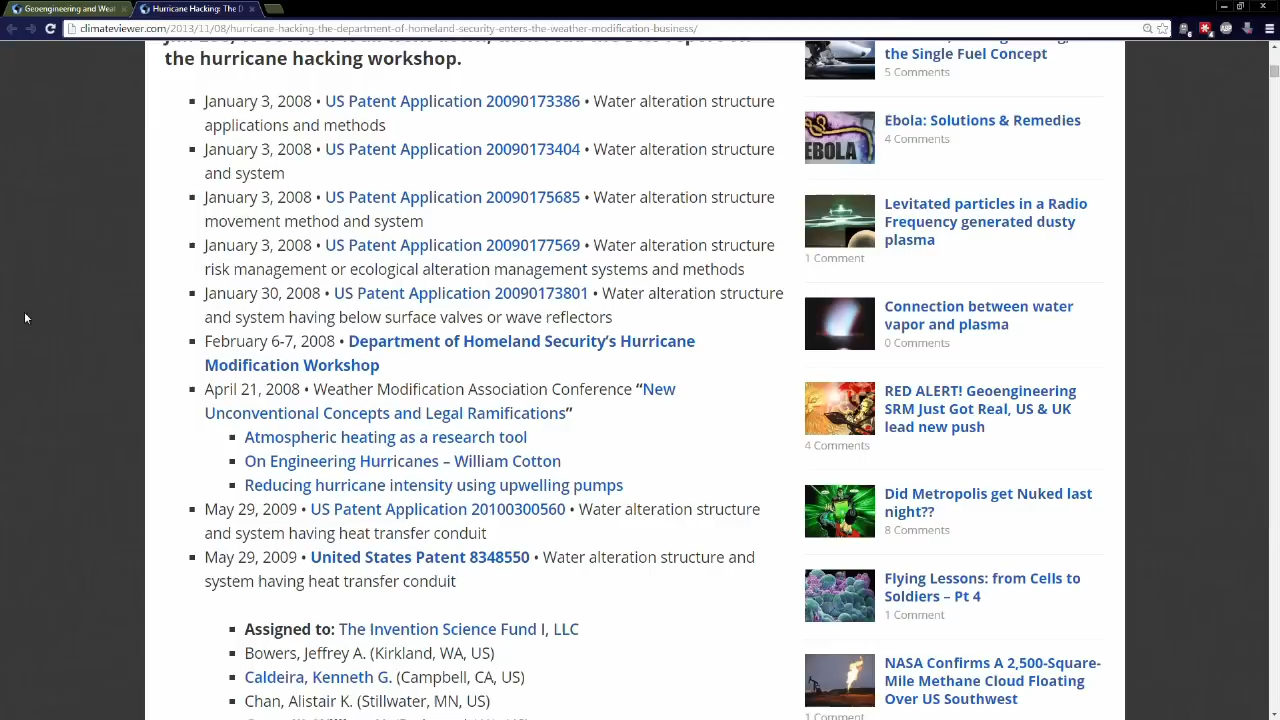 Geoengineering and Weat
Hurricane Hacking: The D
climateviewer.com/2013/11/08/hurricane-hacking-the-department-of-homeland-security-enters-the-weather-modification-business/
the hurricane hacking workshop.
January 3, 2008 • US Patent Application 20090173386 • Water alteration structure
applications and methods
January 3, 2008 • US Patent Application 20090173404 • Water alteration structure
and system
January 3, 2008 • US Patent Application 20090175685 • Water alteration structure
movement method and system
January 3, 2008 • US Patent Application 20090177569 • Water alteration structure
risk management or ecological alteration management systems and methods
January 30, 2008 • US Patent Application 20090173801 • Water alteration structure
and system having below surface valves or wave reflectors
February 6-7, 2008 • Department of Homeland Security’s Hurricane
Modification Workshop
April 21, 2008 • Weather Modification Association Conference “New
Unconventional Concepts and Legal Ramifications”
Atmospheric heating as a research tool
On Engineering Hurricanes – William Cotton
Reducing hurricane intensity using upwelling pumps
May 29, 2009 • US Patent Application 20100300560 • Water alteration structure
and system having heat transfer conduit
May 29, 2009 • United States Patent 8348550 • Water alteration structure and
system having heat transfer conduit
Assigned to: The Invention Science Fund I, LLC
Bowers, Jeffrey A. (Kirkland, WA, US)
Caldeira, Kenneth G. (Campbell, CA, US)
Chan, Alistair K. (Stillwater, MN, US)
the Single Fuel Concept
5 Comments
EBOLA
Ebola: Solutions & Remedies
4 Comments
Levitated particles in a Radio
Frequency generated dusty
plasma
1 Comment
Connection between water
vapor and plasma
0 Comments
RED ALERT! Geoengineering
SRM Just Got Real, US & UK
lead new push
4 Comments
Did Metropolis get Nuked last
night??
8 Comments
Flying Lessons: from Cells to
Soldiers – Pt 4
1 Comment
NASA Confirms A 2,500-Square-
Mile Methane Cloud Floating
Over US Southwest
1 Comment